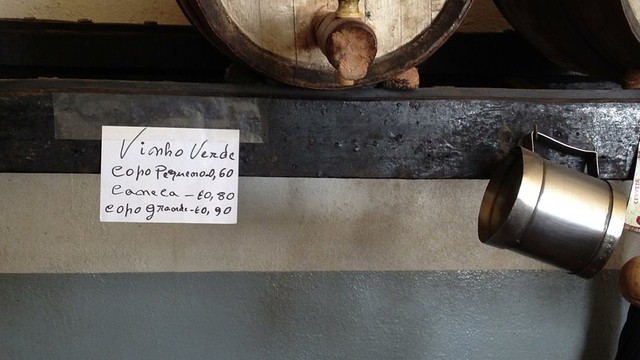 Vinho Verde
Copo Pequeno 0,60
Caneca - €0,80
Copo grande - €0,90